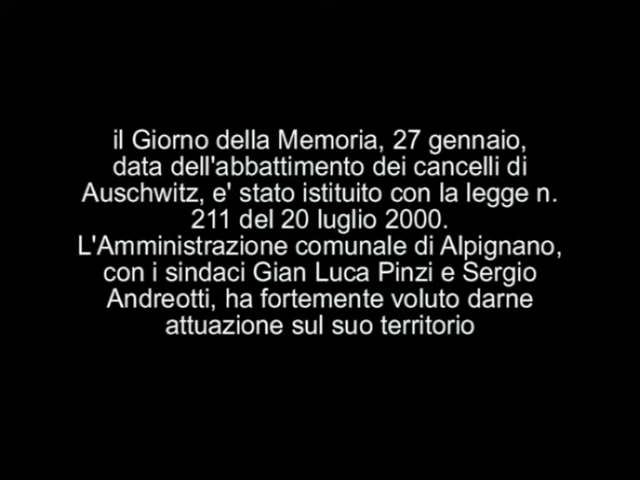 il Giorno della Memoria, 27 gennaio,
data dell'abbattimento dei cancelli di
Auschwitz, e' stato istituito con la legge n.
211 del 20 luglio 2000.
L'Amministrazione comunale di Alpignano,
con i sindaci Gian Luca Pinzi e Sergio
Andreotti, ha fortemente voluto darne
attuazione sul suo territorio